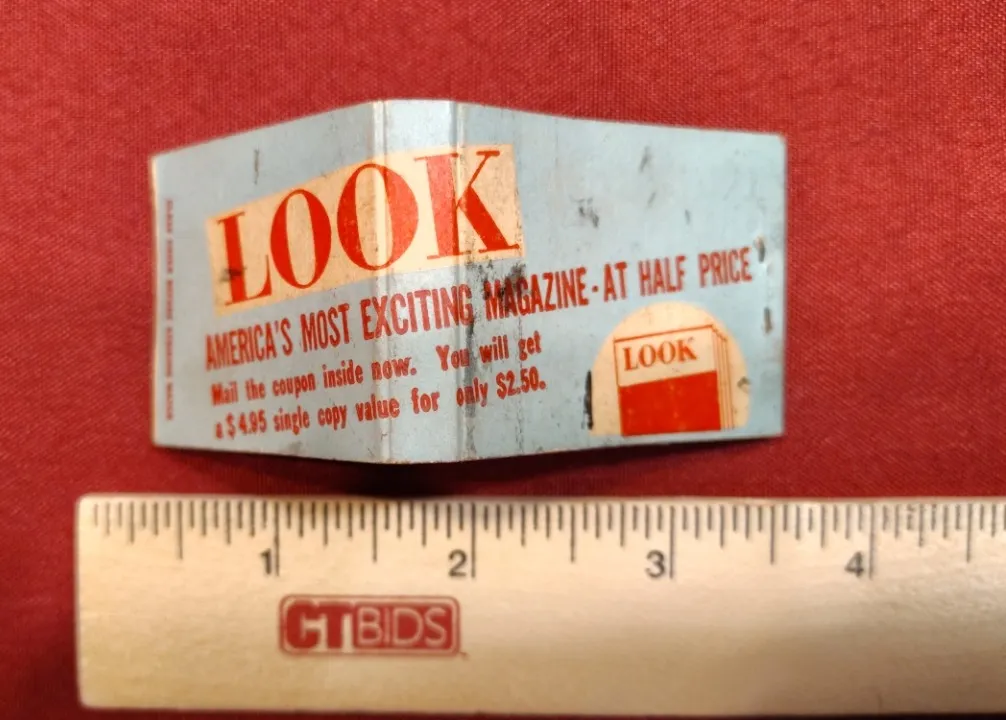 LOOK
AMERICA'S MOST EXCITING MAGAZINE - AT HALF PRICE
Mail the coupon inside now. You will get
a $4.95 single copy value for only $2.50.
LOOK
1 2 3 4
CTBIDS